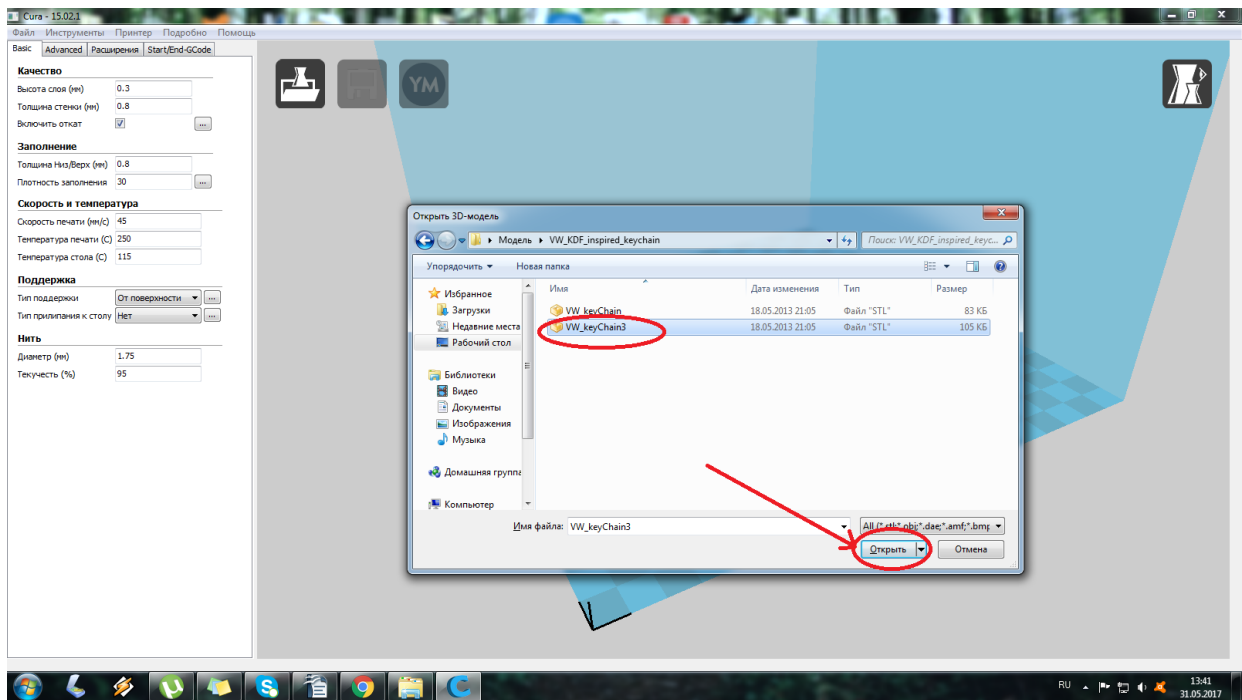 Cura - 15.02.1
Файл Инструменты Принтер Подробно Помощь
Basic Advanced Расширения Start/End-GCode
Качество
Высота слоя (мм) 0.3
Толщина стенки (мм) 0.8
Включить откат ...
Заполнение
Толщина Низ/Верх (мм) 0.8
Плотность заполнения 30 ...
Скорость и температура
Скорость печати (мм/с) 45
Температура печати (C) 250
Температура стола (C) 115
Поддержка
Тип поддержки От поверхности ...
Тип прилипания к столу Нет ...
Нить
Диаметр (мм) 1.75
Текучесть (%) 95
YM
Открыть 3D-модель
Модель VW_KDF_inspired_keychain
Поиск: VW_KDF_inspired_keyc...
Упорядочить Новая папка
Избранное
Загрузки
Недавние места
Рабочий стол
Библиотеки
Видео
Документы
Изображения
Музыка
Домашняя группа
Компьютер
Имя Дата изменения Тип Размер
VW_keyChain 18.05.2013 21:05 Файл "STL" 83 КБ
VW_keyChain3 18.05.2013 21:05 Файл "STL" 105 КБ
Имя файла: VW_keyChain3
All (*.stl;*.obj;*.dae;*.amf;*.bmp
Открыть Отмена
RU
13:41
31.05.2017